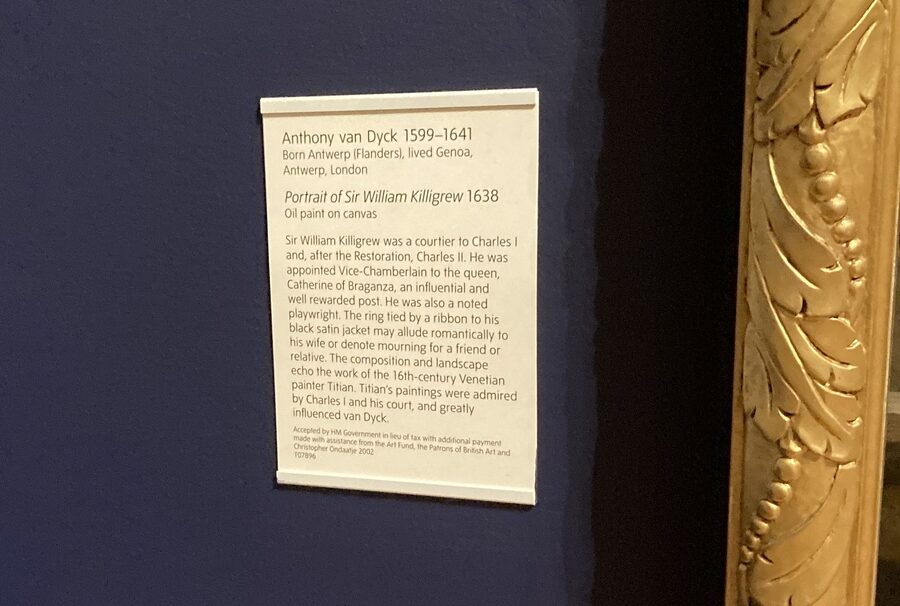 Anthony van Dyck 1599–1641
Born Antwerp (Flanders), lived Genoa,
Antwerp, London
Portrait of Sir William Killigrew 1638
Oil paint on canvas
Sir William Killigrew was a courtier to Charles I
and, after the Restoration, Charles II. He was
appointed Vice-Chamberlain to the queen,
Catherine of Braganza, an influential and
well rewarded post. He was also a noted
playwright. The ring tied by a ribbon to his
black satin jacket may allude romantically to
his wife or denote mourning for a friend or
relative. The composition and landscape
echo the work of the 16th-century Venetian
painter Titian. Titian's paintings were admired
by Charles I and his court, and greatly
influenced van Dyck.
Accepted by HM Government in lieu of tax with additional payment
made with assistance from the Art Fund, the Patrons of British Art and
Christopher Ondaatje 2002
T07896